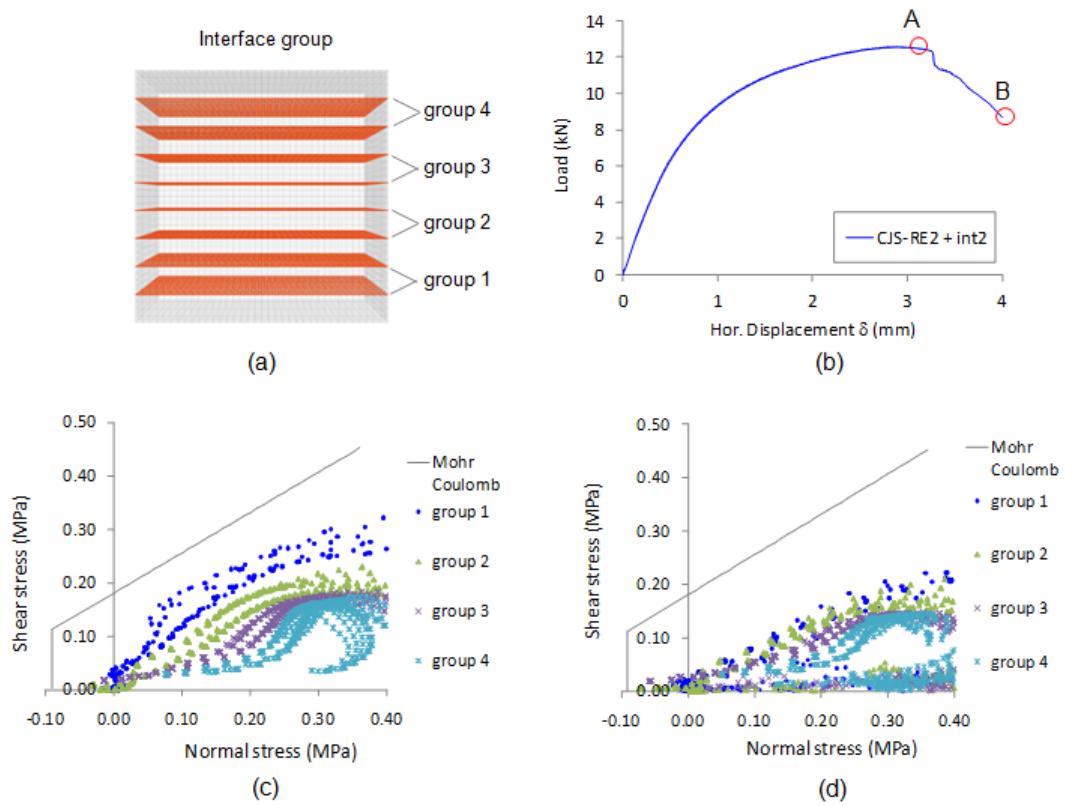 Interface group
group 4
group 3
group 2
group 1
(a)
A
B
14
12
10
8
6
4
2
0
Load (kN)
CJS-RE2 + int2
0 1 2 3 4
Hor. Displacement δ (mm)
(b)
0.50
0.40
0.30
0.20
0.10
0.00
Shear stress (MPa)
-0.10 0.00 0.10 0.20 0.30 0.40
Normal stress (MPa)
Mohr
Coulomb
group 1
group 2
group 3
group 4
(c)
0.50
0.40
0.30
0.20
0.10
0.00
Shear stress (MPa)
-0.10 0.00 0.10 0.20 0.30 0.40
Normal stress (MPa)
Mohr
Coulomb
group 1
group 2
group 3
group 4
(d)